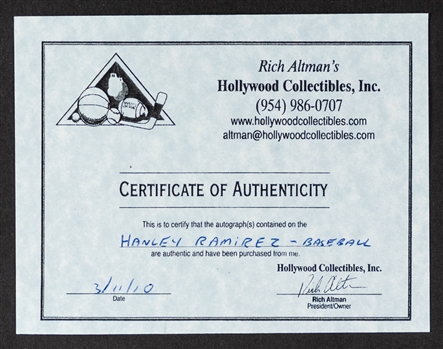 Rich Altman's
Hollywood Collectibles, Inc.
(954) 986-0707
www.hollywoodcollectibles.com
altman@hollywoodcollectibles.com
CERTIFICATE OF AUTHENTICITY
This is to certify that the autograph(s) contained on the
HANLEY RAMIREZ - BASEBALL
are authentic and have been purchased from me.
Hollywood Collectibles, Inc.
3/11/10
Rich Altman
Date
Rich Altman
President/Owner